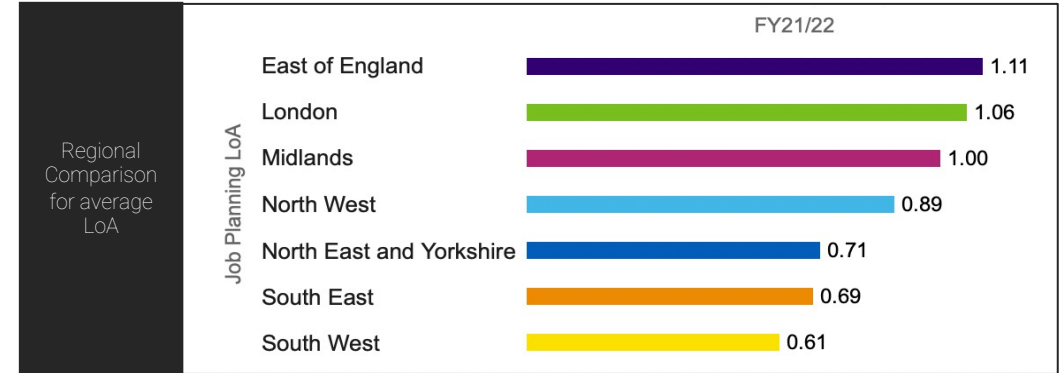 Regional
Comparison
for average
LoA
Job Planning LoA
FY21/22
East of England 1.11
London 1.06
Midlands 1.00
North West 0.89
North East and Yorkshire 0.71
South East 0.69
South West 0.61